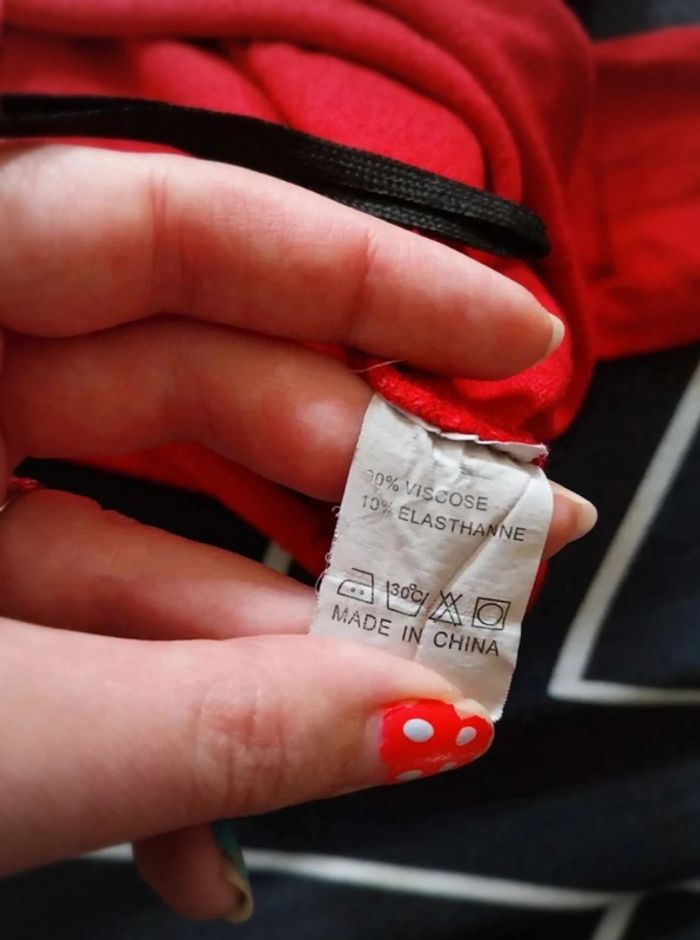 90% VISCOSE
10% ELASTHANNE
30°C
MADE IN CHINA